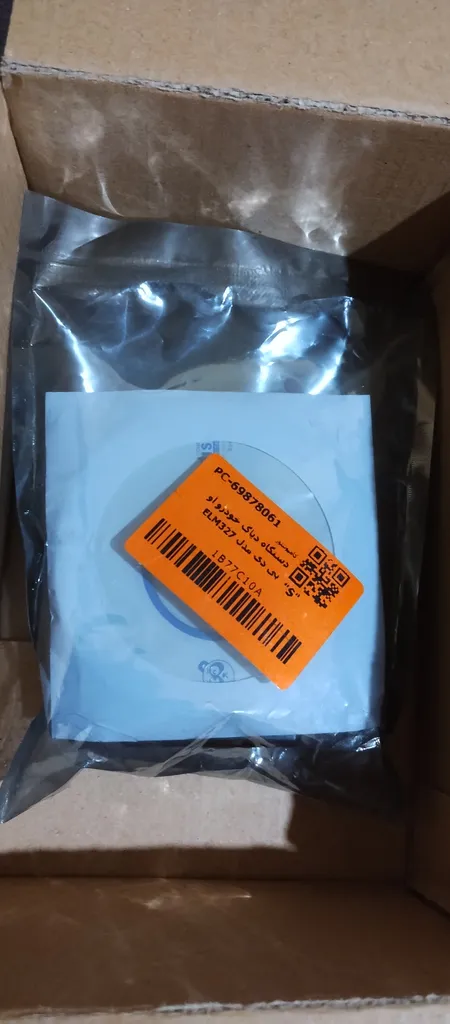 PC-69878061
دستگاه دیاگ خودرو او
بی دی مدل ELM327
"S"
1B77C10A